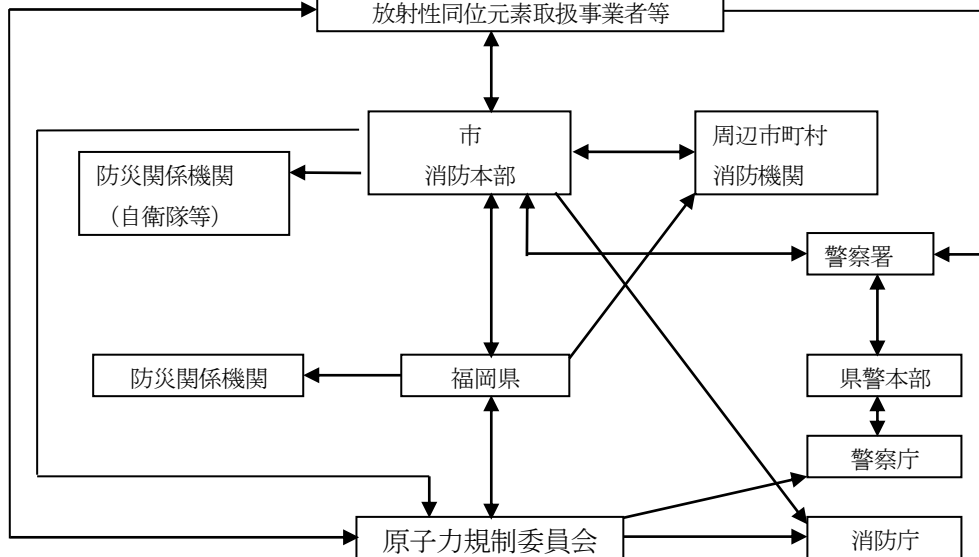 放射性同位元素取扱事業者等
市
消防本部
周辺市町村
消防機関
防災関係機関
（自衛隊等）
警察署
防災関係機関
福岡県
県警本部
警察庁
原子力規制委員会
消防庁